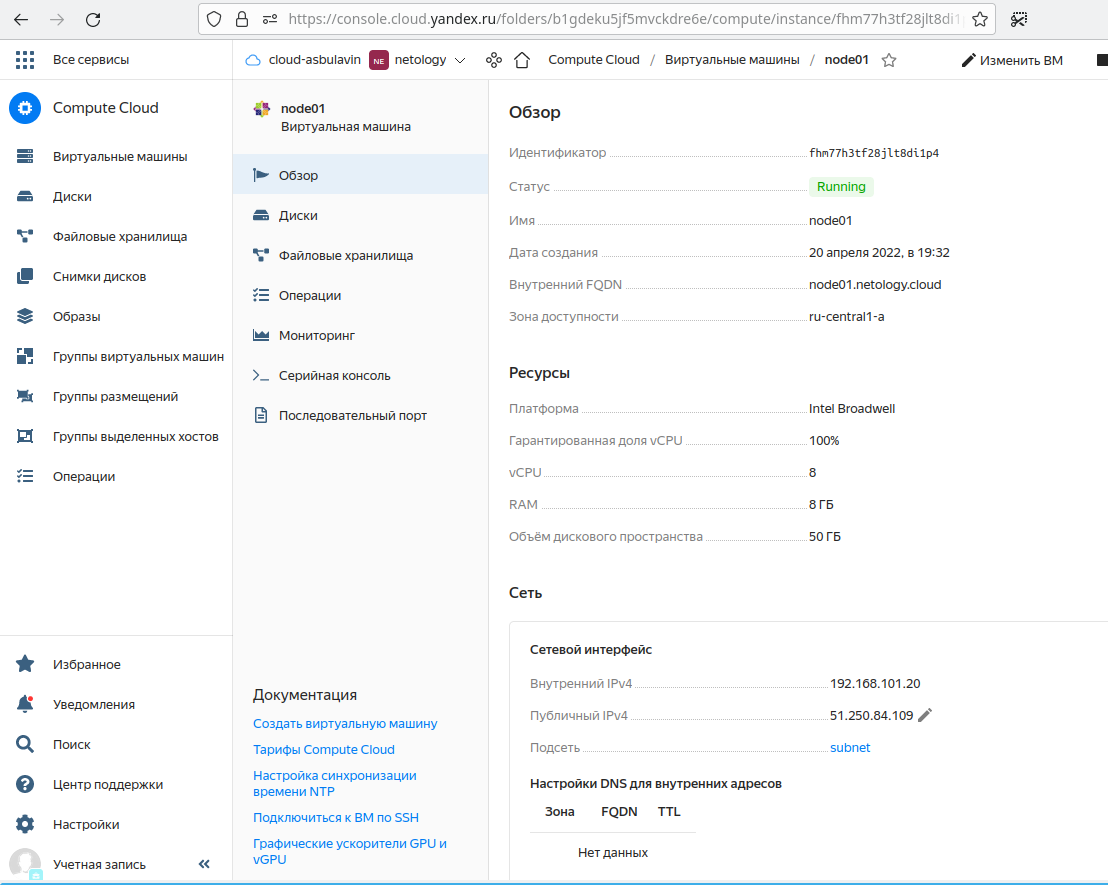 https://console.cloud.yandex.ru/folders/b1gdeku5jf5mvckdre6e/compute/instance/fhm77h3tf28jlt8di1p
Все сервисы
cloud-asbulavin NE netology Compute Cloud / Виртуальные машины / node01 Изменить ВМ
Compute Cloud
Виртуальные машины
Диски
Файловые хранилища
Снимки дисков
Образы
Группы виртуальных машин
Группы размещений
Группы выделенных хостов
Операции
Избранное
Уведомления
Поиск
Центр поддержки
Настройки
Учетная запись «
node01
Виртуальная машина
Обзор
Диски
Файловые хранилища
Операции
Мониторинг
Серийная консоль
Последовательный порт
Документация
Создать виртуальную машину
Тарифы Compute Cloud
Настройка синхронизации
времени NTP
Подключиться к ВМ по SSH
Графические ускорители GPU и
vGPU
Обзор
Идентификатор fhm77h3tf28jlt8di1p4
Статус Running
Имя node01
Дата создания 20 апреля 2022, в 19:32
Внутренний FQDN node01.netology.cloud
Зона доступности ru-central1-a
Ресурсы
Платформа Intel Broadwell
Гарантированная доля vCPU 100%
vCPU 8
RAM 8 ГБ
Объём дискового пространства 50 ГБ
Сеть
Сетевой интерфейс
Внутренний IPv4 192.168.101.20
Публичный IPv4 51.250.84.109
Подсеть subnet
Настройки DNS для внутренних адресов
Зона FQDN TTL
Нет данных